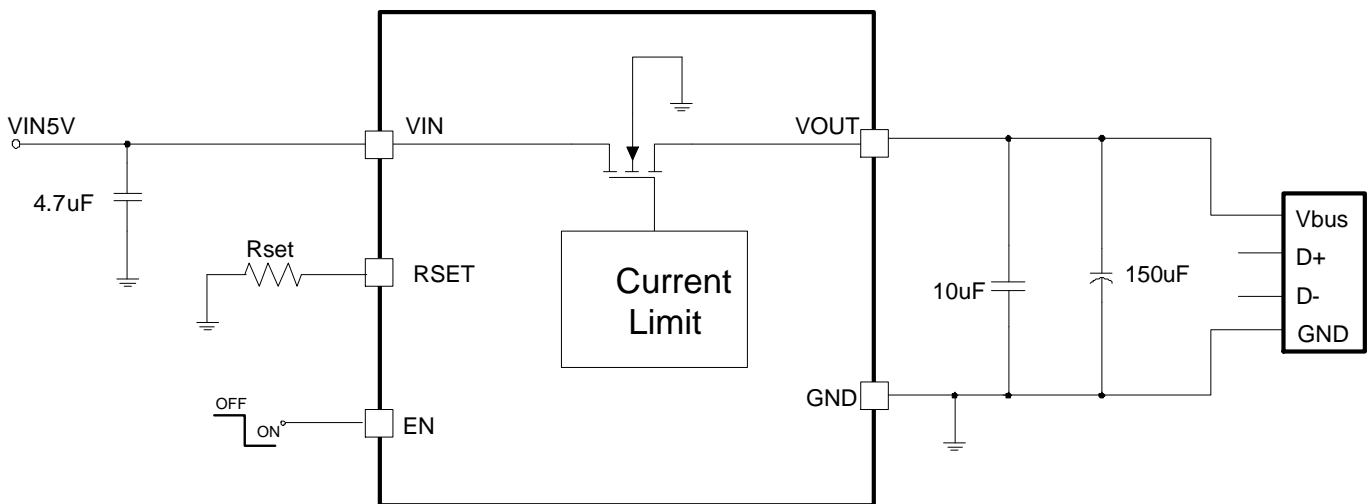 VIN5V
4.7uF
VIN
VOUT
Rset
RSET
Current
Limit
OFF
ON
EN
GND
10uF
150uF
Vbus
D+
D-
GND